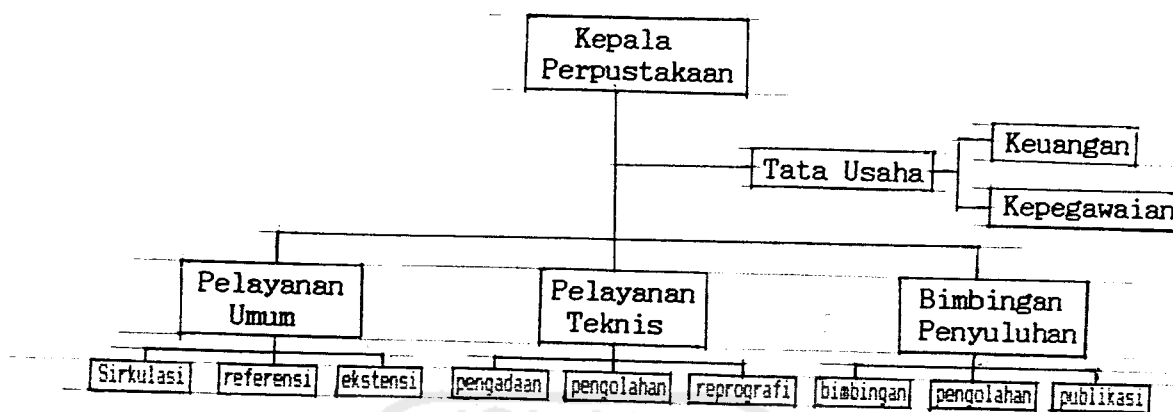 Kepala
Perpustakaan
Keuangan
Tata Usaha
Kepegawaian
Pelayanan
Umum
Pelayanan
Teknis
Bimbingan
Penyuluhan
Sirkulasi
referensi
ekstensi
pengadaan
pengolahan
reprografi
bimbingan
pengolahan
publikasi